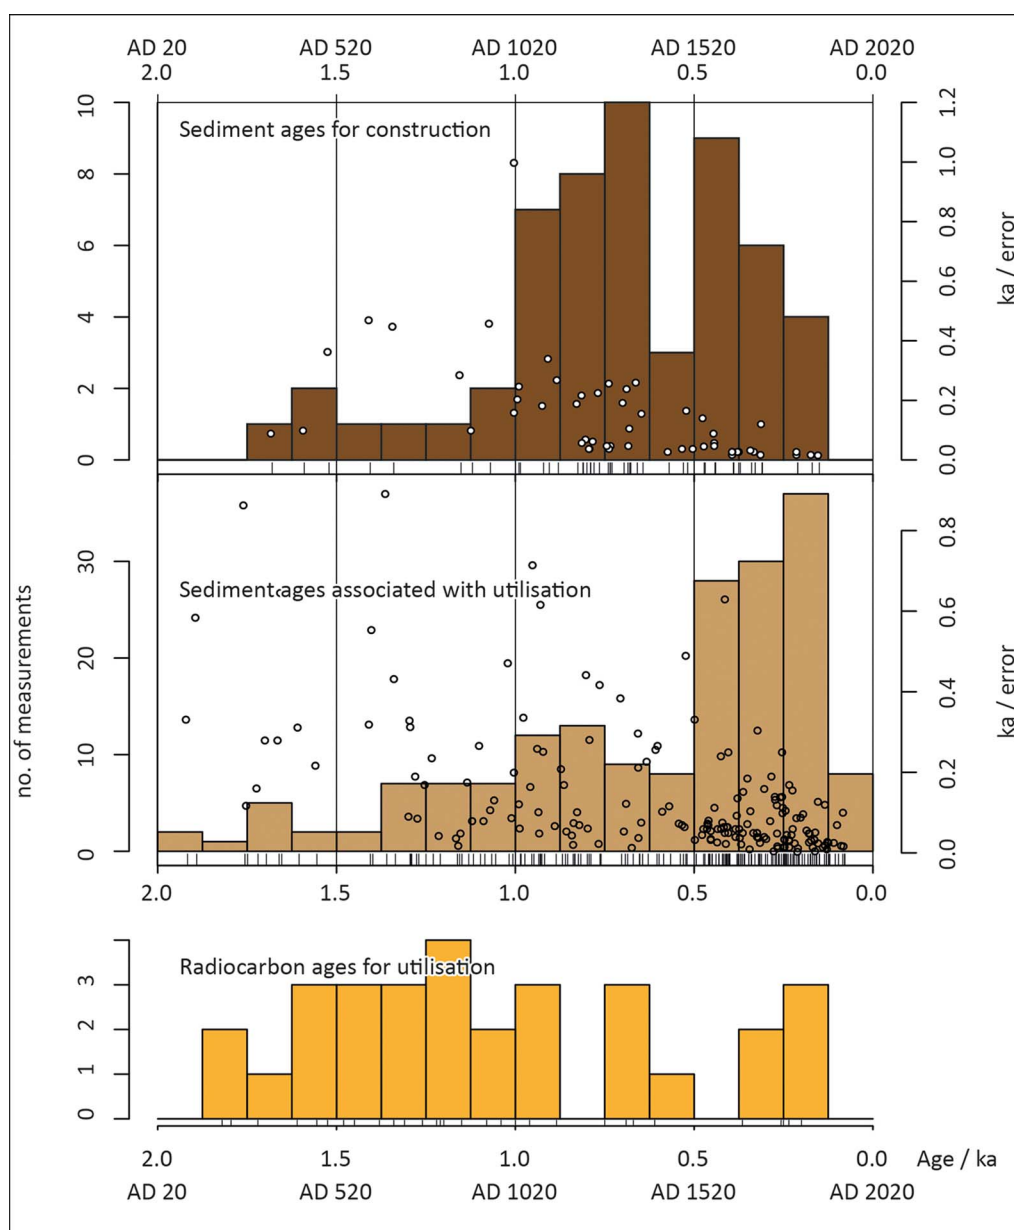 AD 20 AD 520 AD 1020 AD 1520 AD 2020
2.0 1.5 1.0 0.5 0.0
Sediment ages for construction
10
8
6
4
2
0
1.2
1.0
0.8
0.6
0.4
0.2
0.0
ka / error
Sediment ages associated with utilisation
no. of measurements
30
20
10
0
0.8
0.6
0.4
0.2
0.0
ka / error
2.0 1.5 1.0 0.5 0.0
Radiocarbon ages for utilisation
3
2
1
0
2.0 1.5 1.0 0.5 0.0 Age / ka
AD 20 AD 520 AD 1020 AD 1520 AD 2020